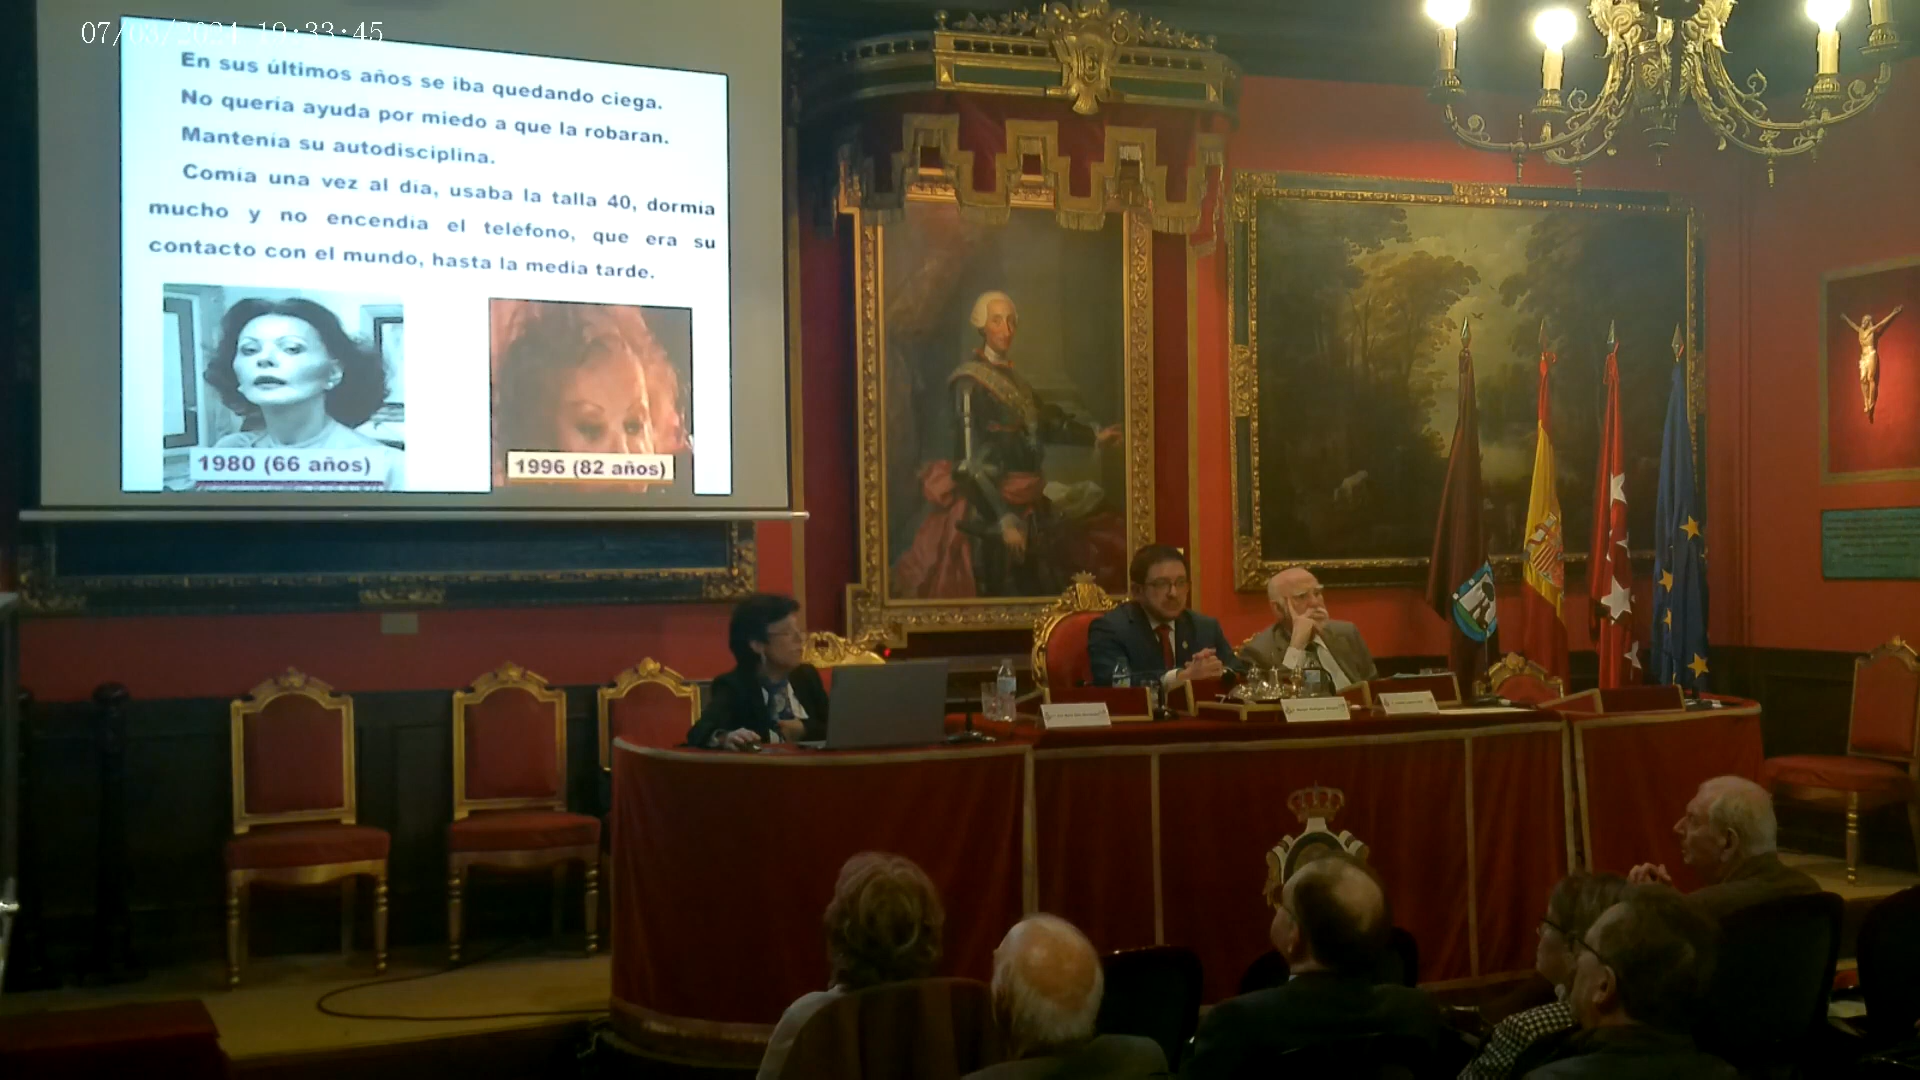 07/03/2024 19:33:45
En sus últimos años se iba quedando ciega.
No quería ayuda por miedo a que la robaran.
Mantenía su autodisciplina.
Comía una vez al día, usaba la talla 40, dormía
mucho y no encendía el teléfono, que era su
contacto con el mundo, hasta la media tarde.
1980 (66 años)
1996 (82 años)